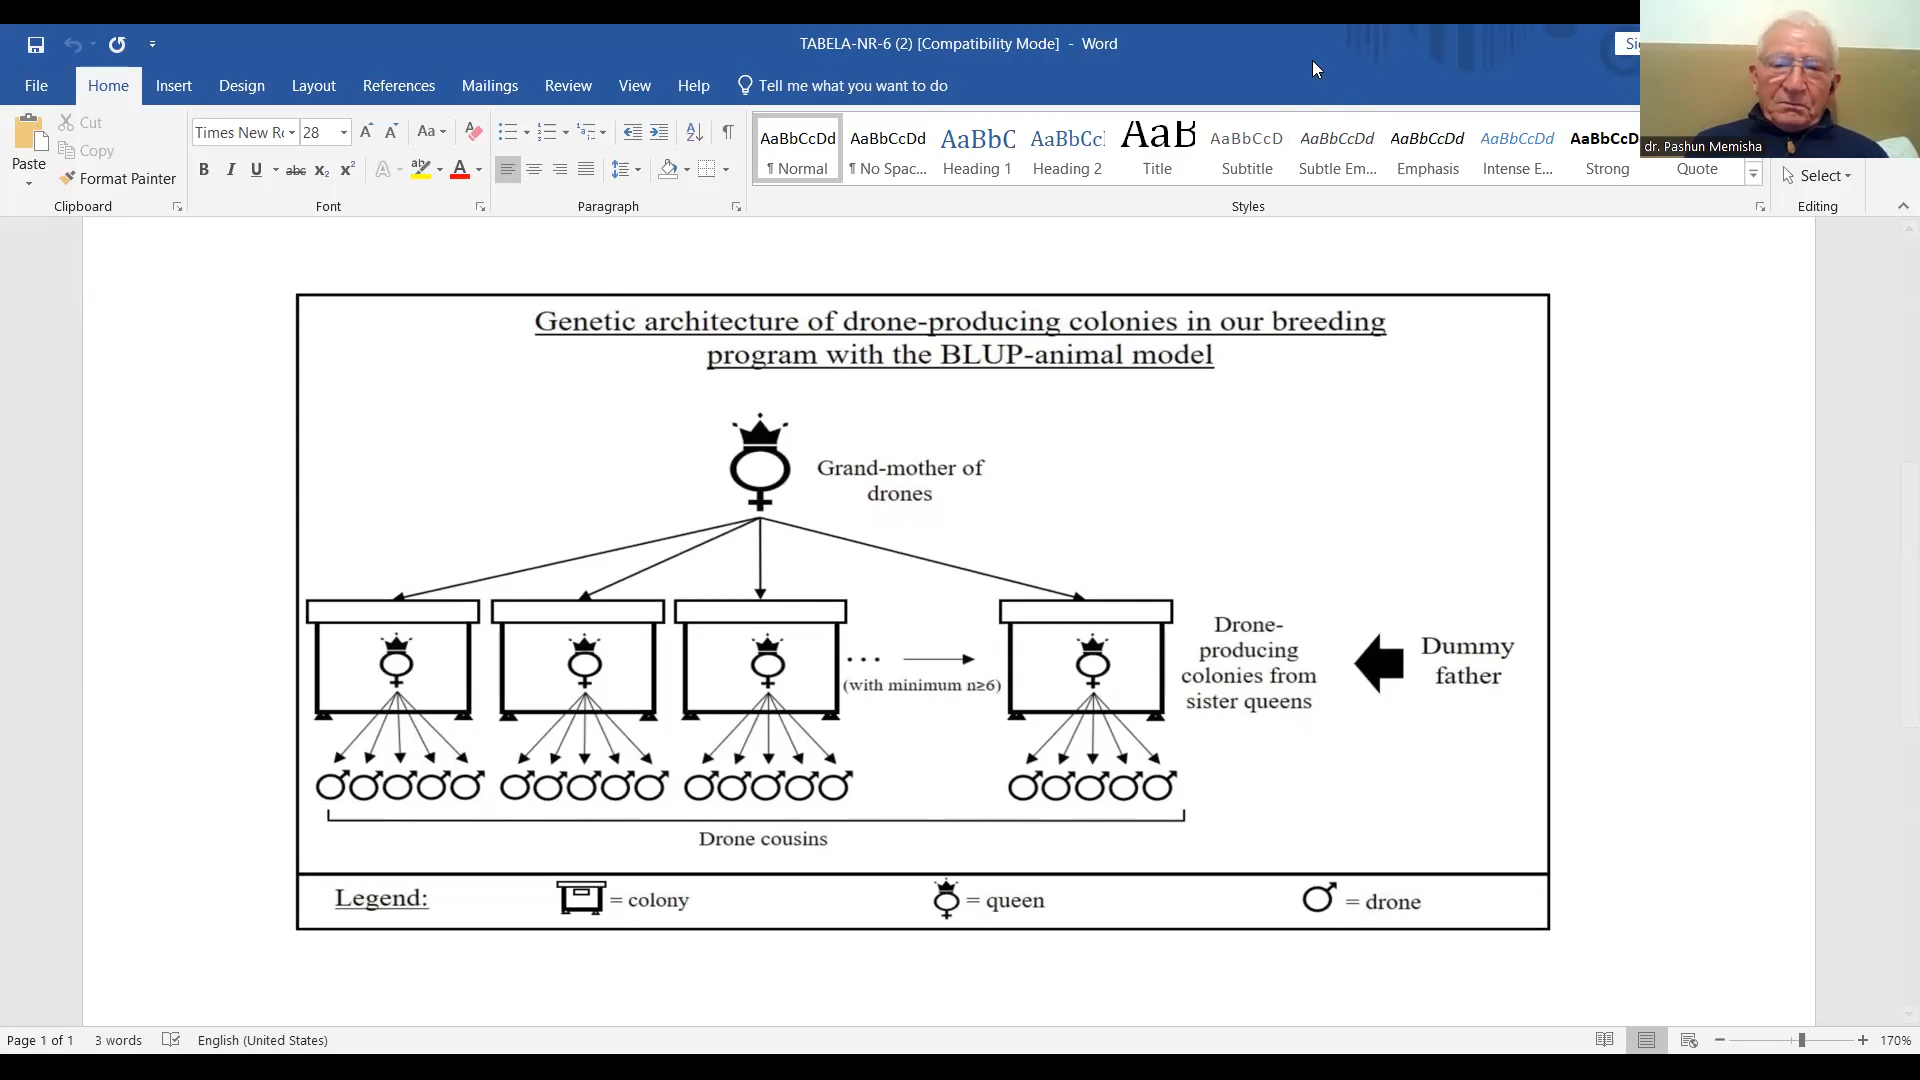 TABELA-NR-6 (2) [Compatibility Mode] - Word
File Home Insert Design Layout References Mailings Review View Help Tell me what you want to do
dr. Pashun Memisha
Paste
Cut
Copy
Format Painter
Clipboard
Times New Ro 28 Aa
B I U abc x₂ x² A A
Font
Paragraph
AaBbCcDd AaBbCcDd AaBbC AaBbCc AaB AaBbCcD AaBbCcDd AaBbCcDd AaBbCcDd AaBbCcD
¶ Normal ¶ No Spac... Heading 1 Heading 2 Title Subtitle Subtle Em... Emphasis Intense E... Strong Quote
Styles
Select
Editing
Genetic architecture of drone-producing colonies in our breeding
program with the BLUP-animal model
Grand-mother of
drones
... 
(with minimum n≥6)
Drone-
producing
colonies from
sister queens
Dummy
father
Drone cousins
Legend: = colony = queen = drone
Page 1 of 1 3 words English (United States) 170%